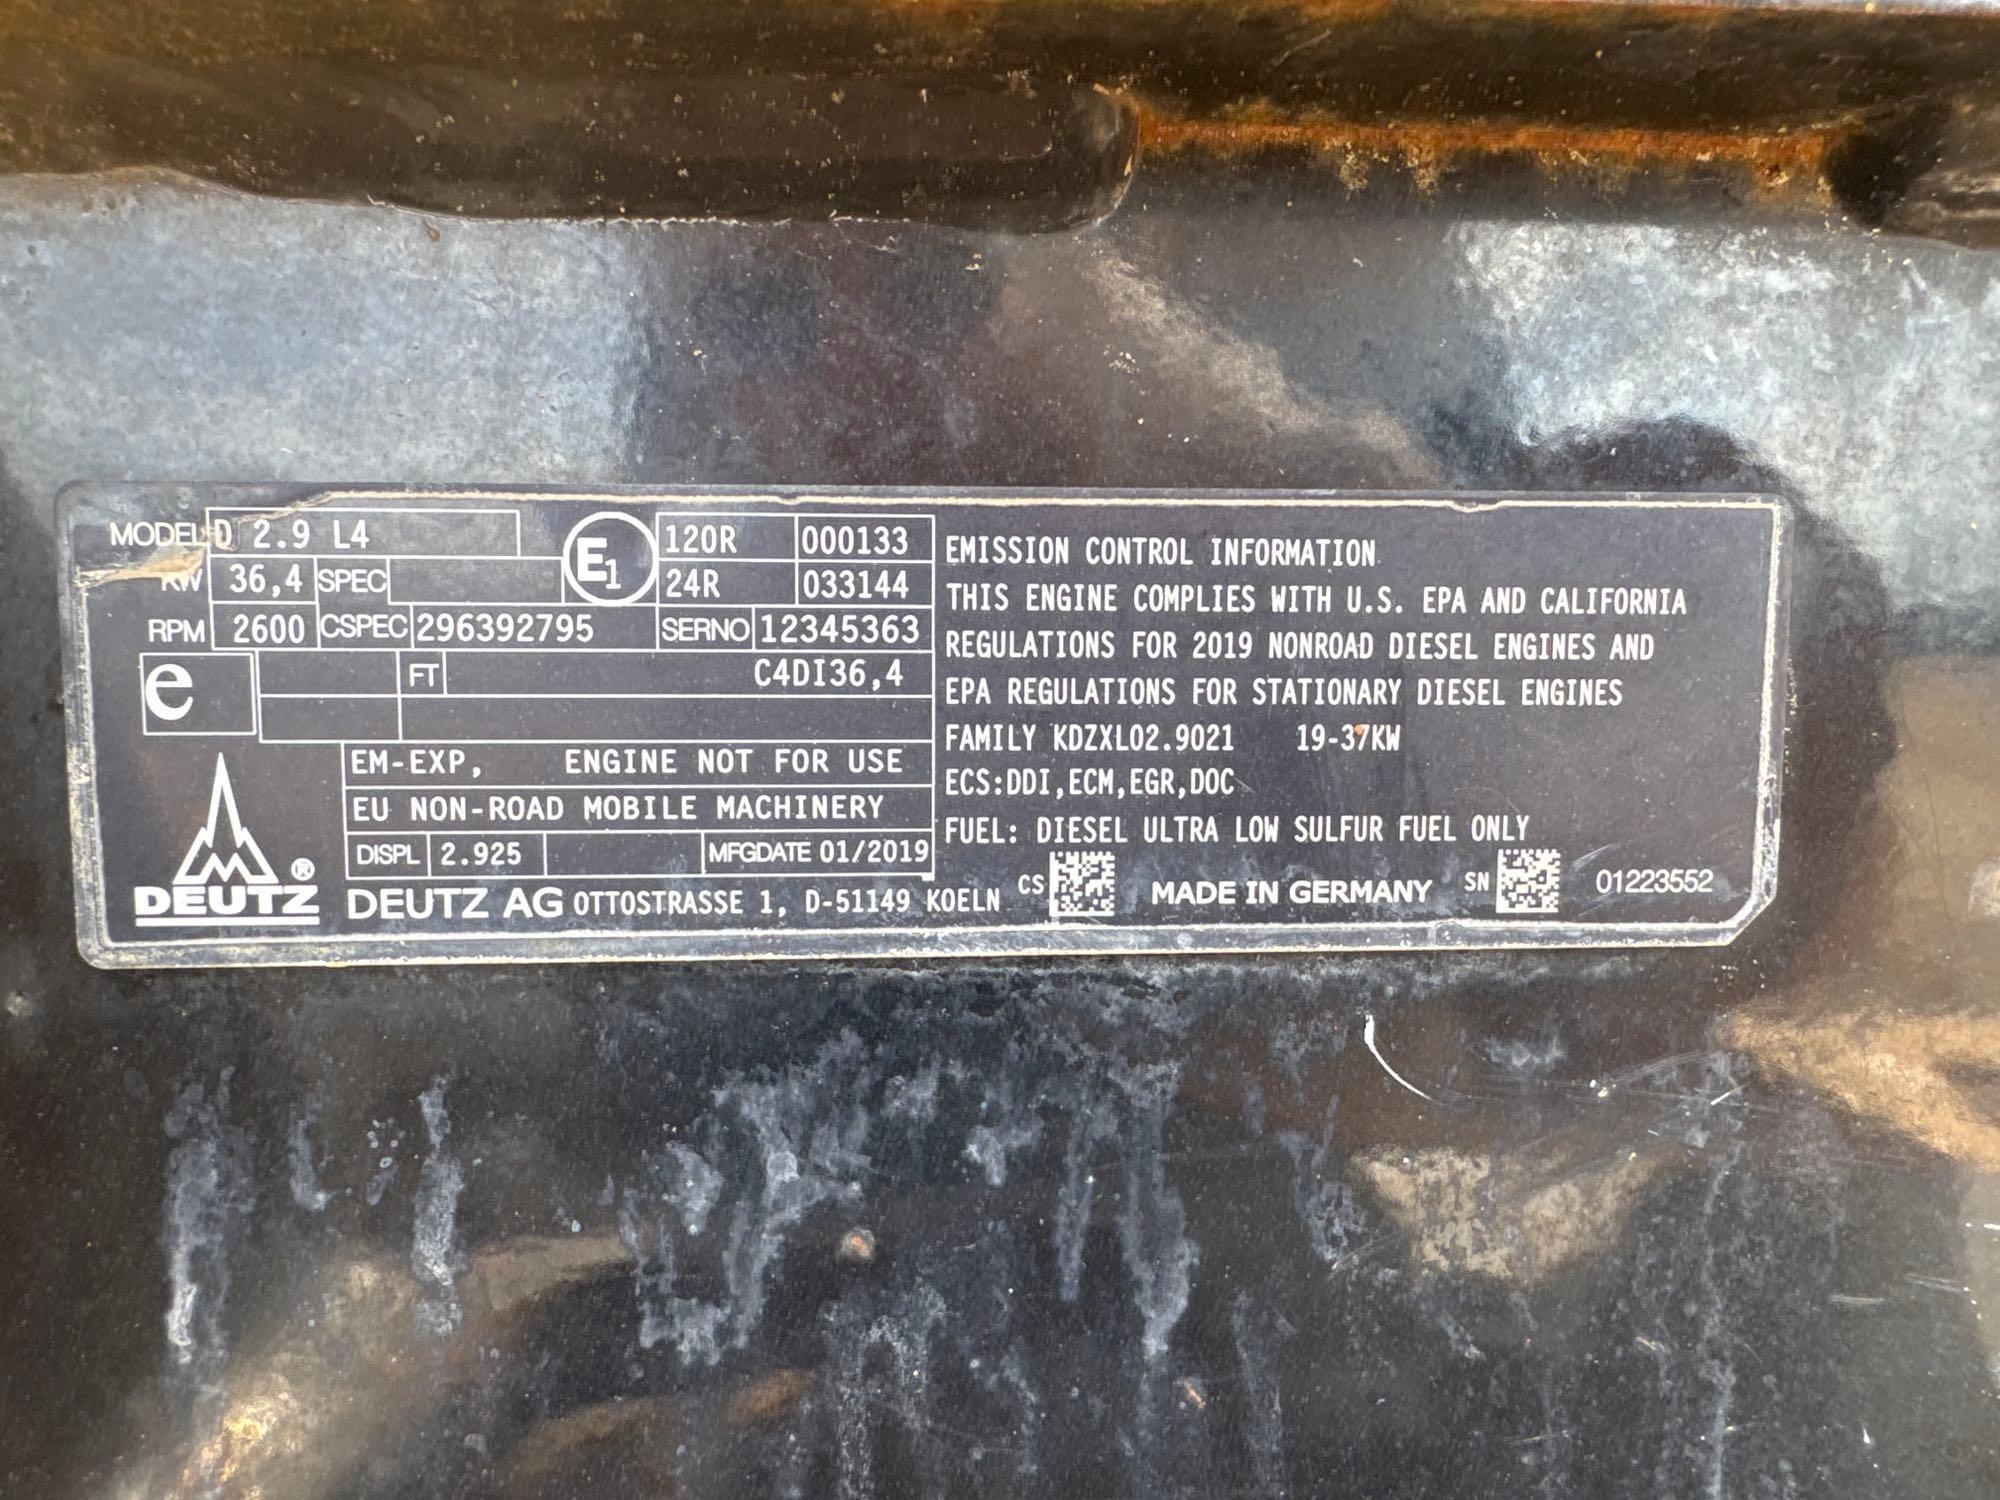 MODEL D 2.9 L4
KW 36,4 SPEC
RPM 2600 CSPEC 296392795
E1 120R 000133
24R 033144
SERNO 12345363
e FT C4DI36,4
EM-EXP, ENGINE NOT FOR USE
EU NON-ROAD MOBILE MACHINERY
DISPL 2.925 MFGDATE 01/2019
DEUTZ ®
DEUTZ AG OTTOSTRASSE 1, D-51149 KOELN
EMISSION CONTROL INFORMATION
THIS ENGINE COMPLIES WITH U.S. EPA AND CALIFORNIA
REGULATIONS FOR 2019 NONROAD DIESEL ENGINES AND
EPA REGULATIONS FOR STATIONARY DIESEL ENGINES
FAMILY KDZXL02.9021 19-37KW
ECS:DDI,ECM,EGR,DOC
FUEL: DIESEL ULTRA LOW SULFUR FUEL ONLY
CS MADE IN GERMANY SN 01223552